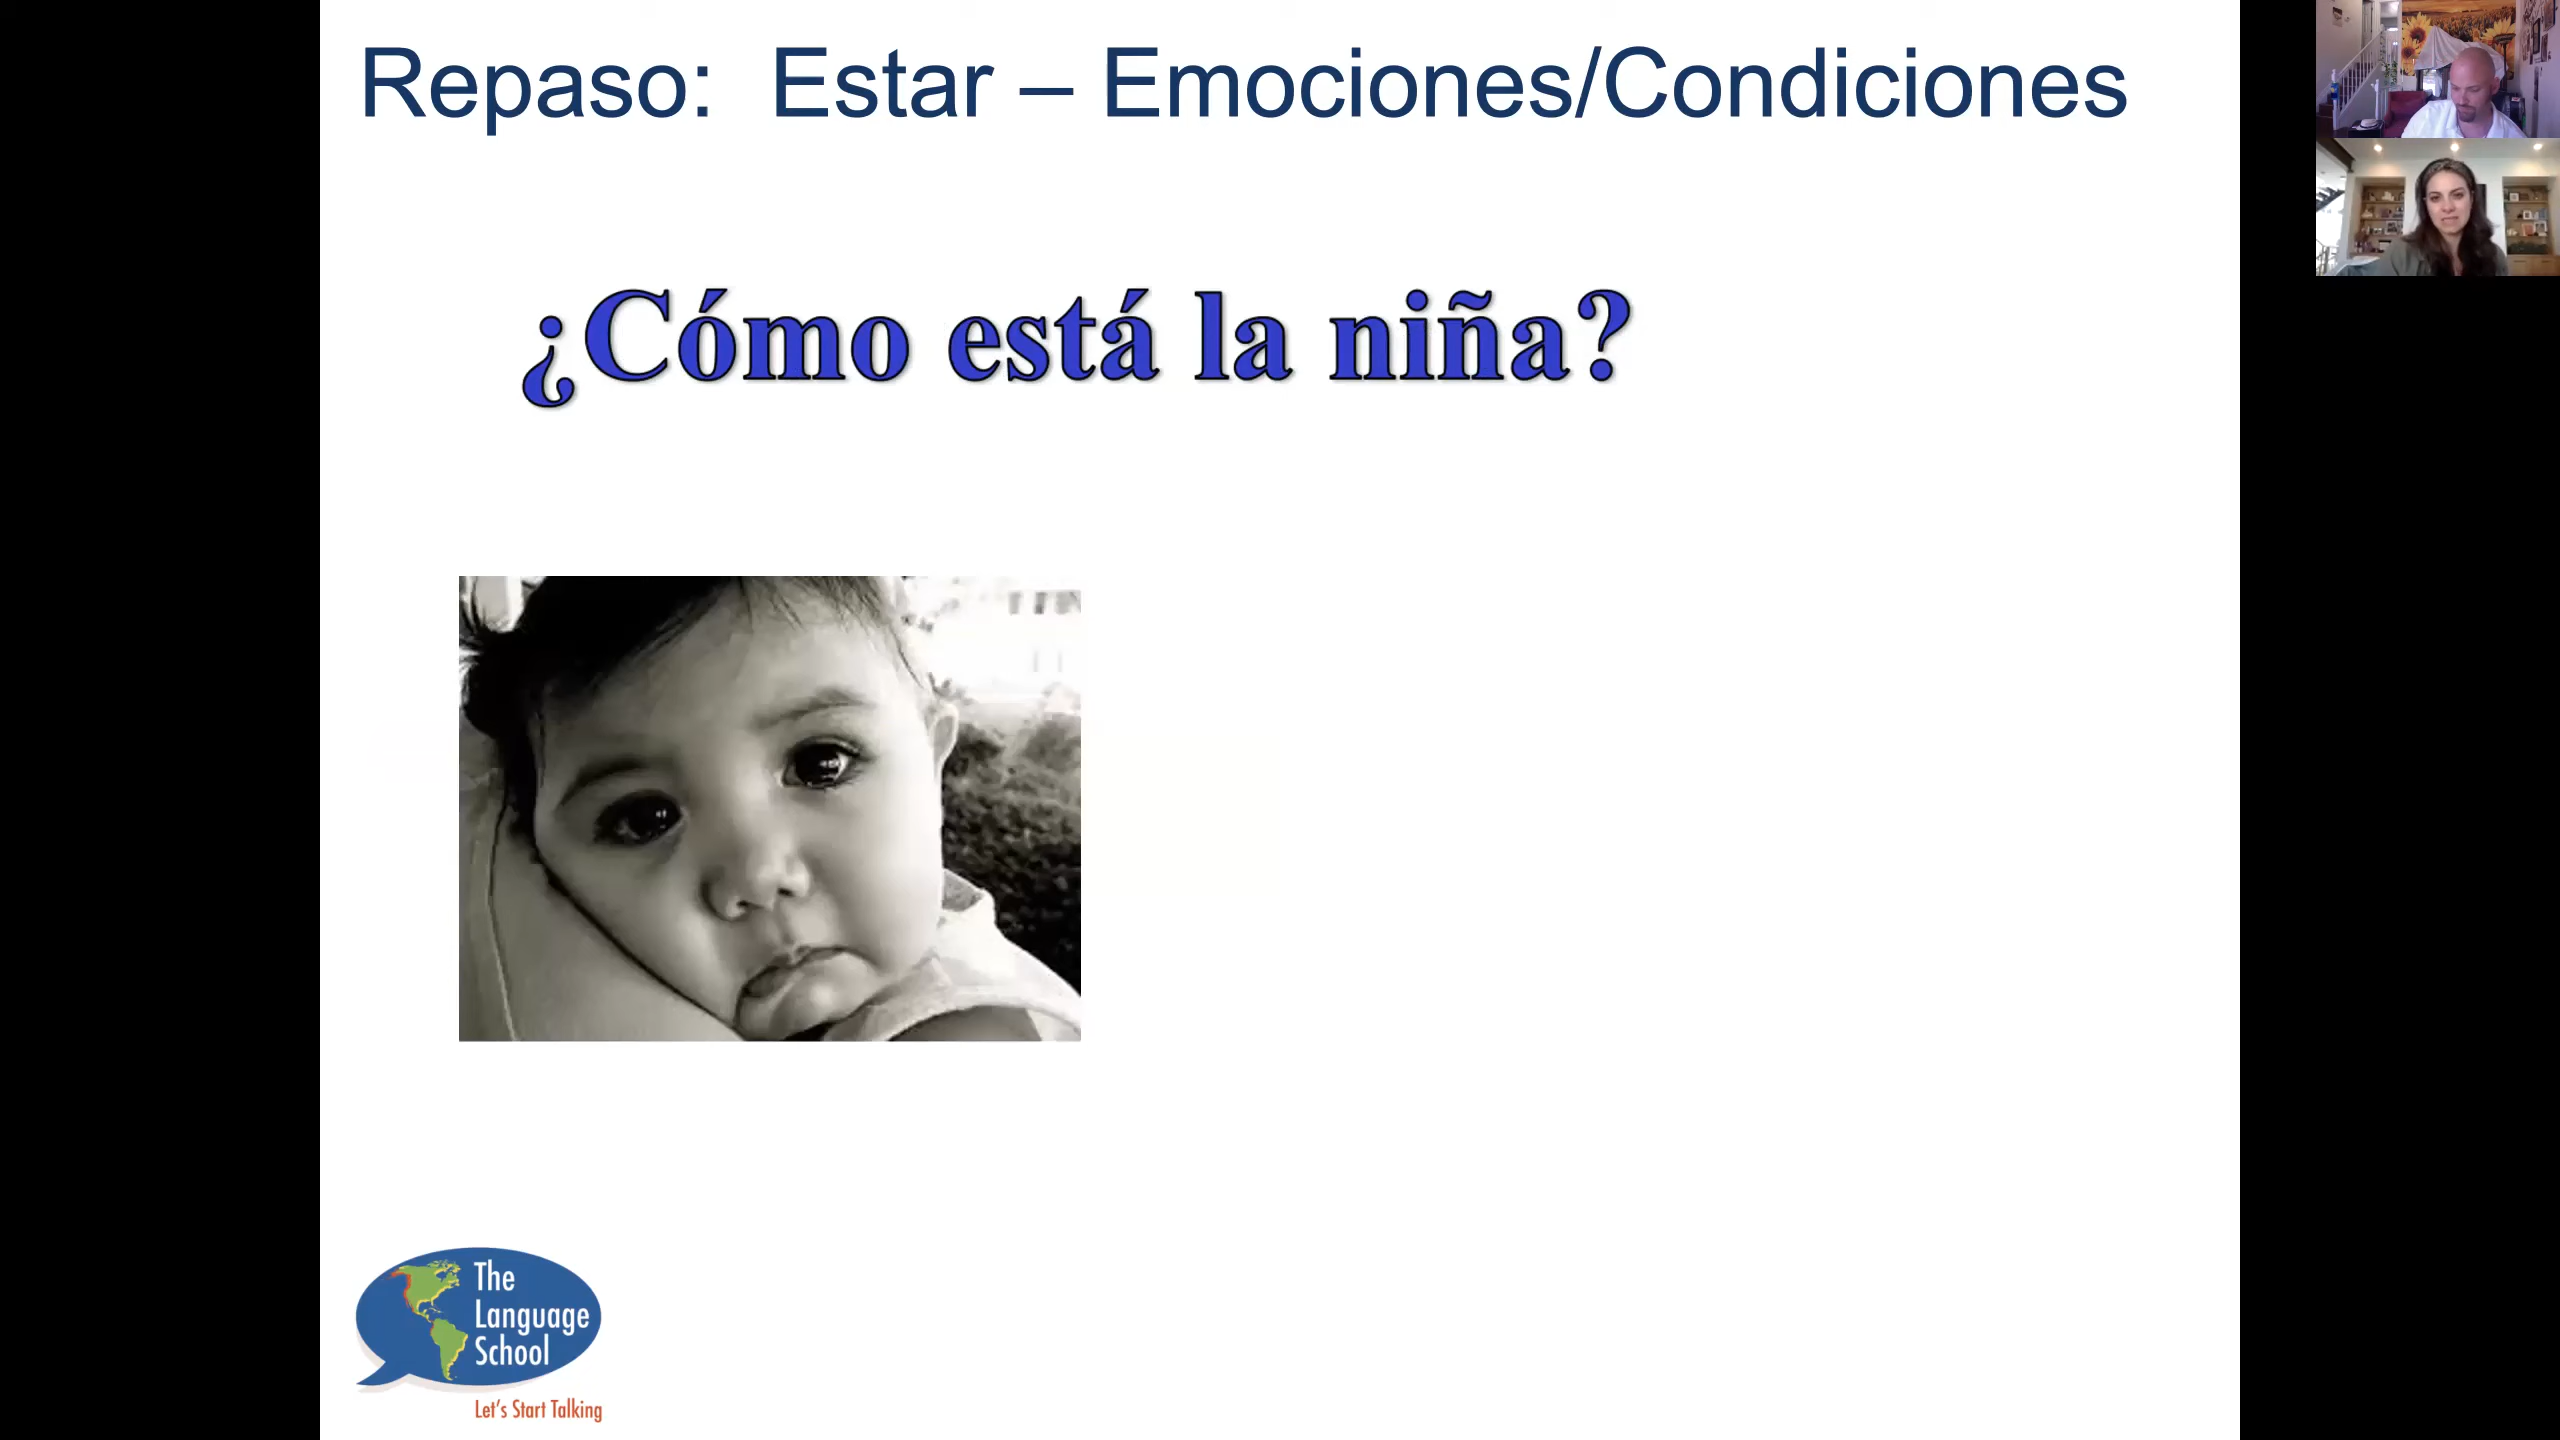 Repaso:  Estar – Emociones/Condiciones
¿Cómo está la niña?
The
Language
School
Let's Start Talking